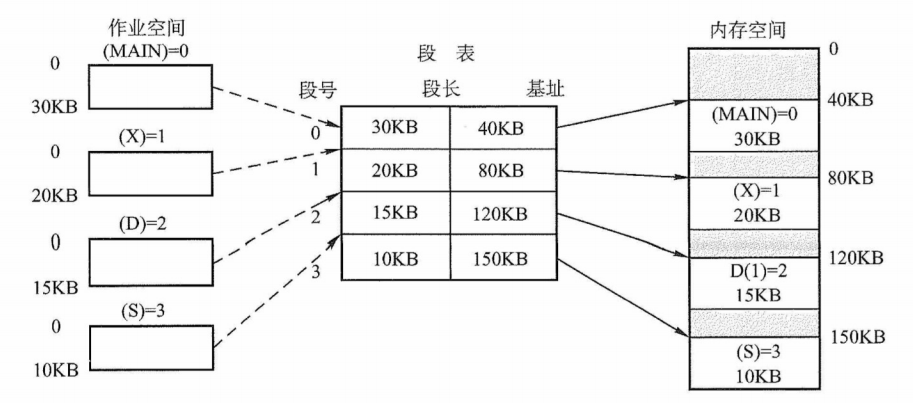 作业空间
(MAIN)=0
0
30KB
(X)=1
0
20KB
(D)=2
0
15KB
(S)=3
0
10KB
段 表
段号 段长 基址
0 30KB 40KB
1 20KB 80KB
2 15KB 120KB
3 10KB 150KB
内存空间
0
40KB
(MAIN)=0
30KB
80KB
(X)=1
20KB
120KB
D(1)=2
15KB
150KB
(S)=3
10KB